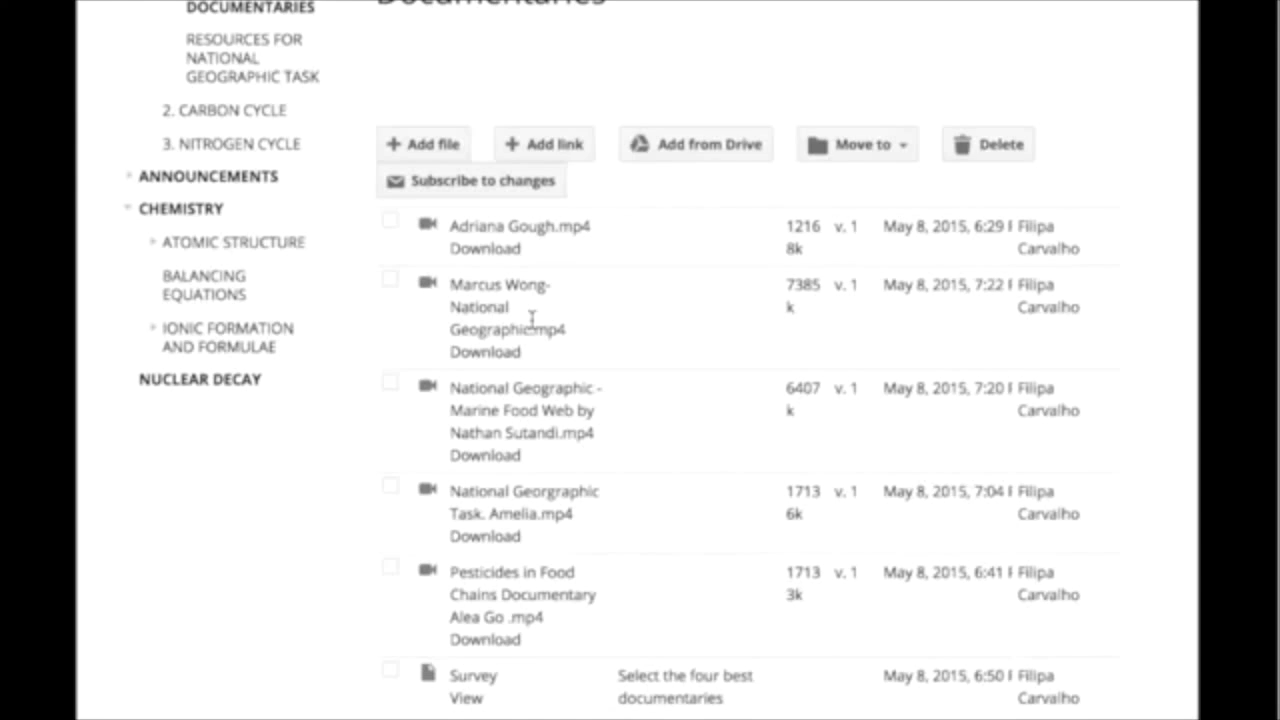 DOCUMENTARIES
Documentaries
RESOURCES FOR
NATIONAL
GEOGRAPHIC TASK
2. CARBON CYCLE
3. NITROGEN CYCLE
ANNOUNCEMENTS
CHEMISTRY
ATOMIC STRUCTURE
BALANCING
EQUATIONS
IONIC FORMATION
AND FORMULAE
NUCLEAR DECAY
+ Add file + Add link Add from Drive Move to Delete
Subscribe to changes
Adriana Gough.mp4 1216 v. 1 May 8, 2015, 6:29 Filipa
Download 8k Carvalho
Marcus Wong- 7385 v. 1 May 8, 2015, 7:22 Filipa
National k Carvalho
Geographic.mp4
Download
National Geographic - 6407 v. 1 May 8, 2015, 7:20 Filipa
Marine Food Web by k Carvalho
Nathan Sutandi.mp4
Download
National Georgraphic 1713 v. 1 May 8, 2015, 7:04 Filipa
Task. Amelia.mp4 6k Carvalho
Download
Pesticides in Food 1713 v. 1 May 8, 2015, 6:41 Filipa
Chains Documentary 3k Carvalho
Alea Go .mp4
Download
Survey Select the four best May 8, 2015, 6:50 Filipa
View documentaries Carvalho